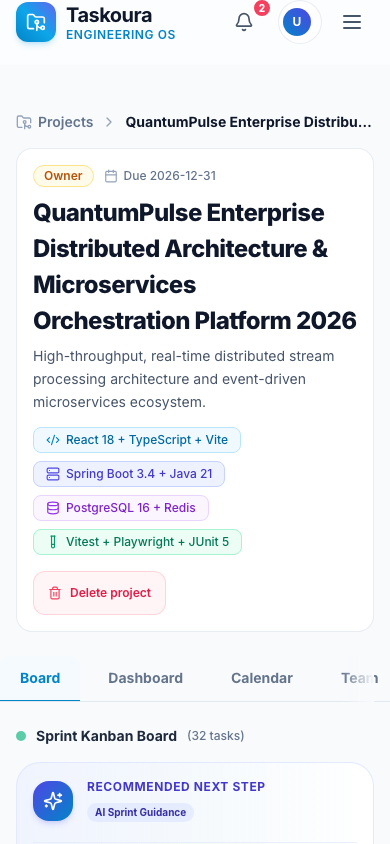 Taskoura
ENGINEERING OS
2
U
Projects
QuantumPulse Enterprise Distribu...
Owner
Due 2026-12-31
QuantumPulse Enterprise
Distributed Architecture &
Microservices
Orchestration Platform 2026
High-throughput, real-time distributed stream
processing architecture and event-driven
microservices ecosystem.
React 18 + TypeScript + Vite
Spring Boot 3.4 + Java 21
PostgreSQL 16 + Redis
Vitest + Playwright + JUnit 5
Delete project
Board
Dashboard
Calendar
Team
Sprint Kanban Board
(32 tasks)
RECOMMENDED NEXT STEP
AI Sprint Guidance